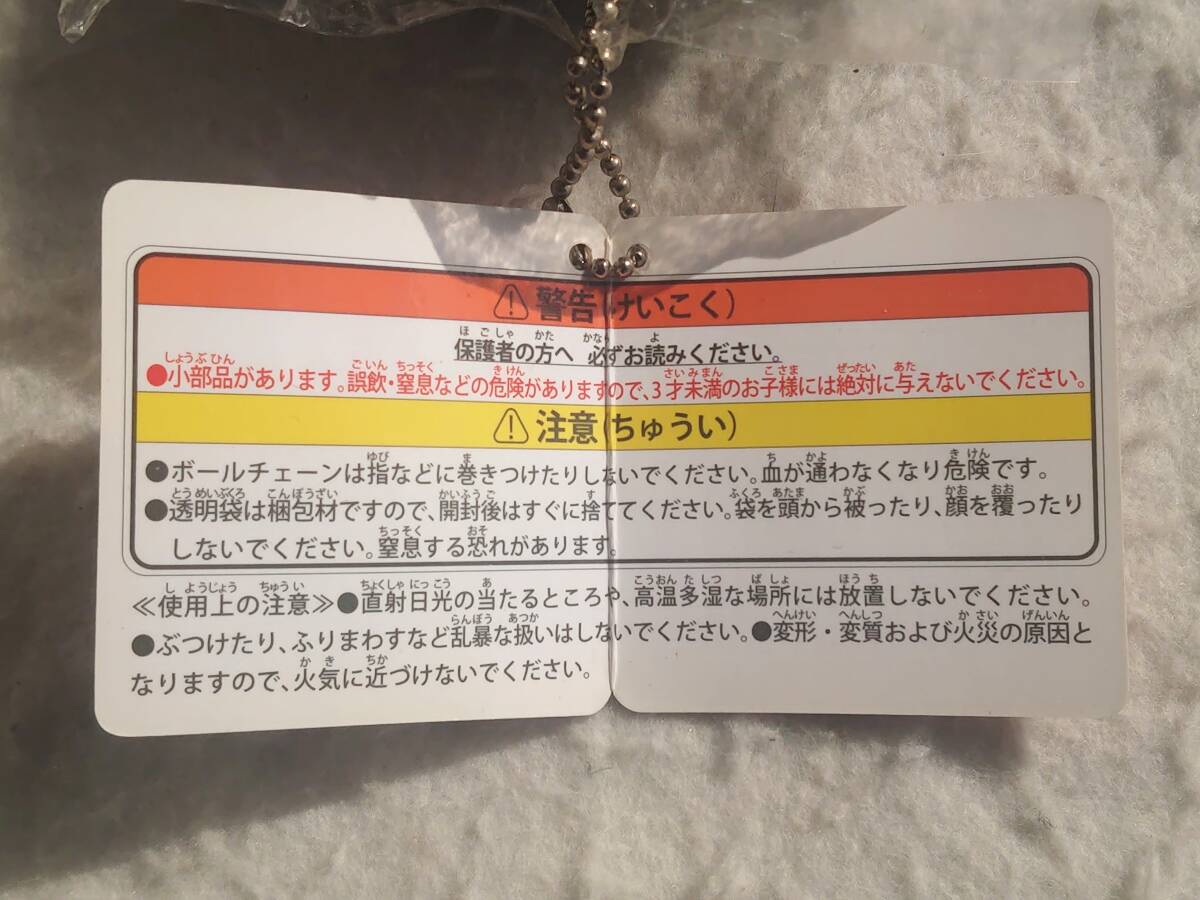 ⚠警告(けいこく)
保護者の方へ 必ずお読みください。
●小部品があります。誤飲・窒息などの危険がありますので、3才未満のお子様には絶対に与えないでください。
⚠注意(ちゅうい)
●ボールチェーンは指などに巻きつけたりしないでください。血が通わなくなり危険です。
●透明袋は梱包材ですので、開封後はすぐに捨ててください。袋を頭から被ったり、顔を覆ったり
しないでください。窒息する恐れがあります。
≪使用上の注意≫●直射日光の当たるところや、高温多湿な場所には放置しないでください。
●ぶつけたり、ふりまわすなど乱暴な扱いはしないでください。●変形・変質および火災の原因と
なりますので、火気に近づけないでください。